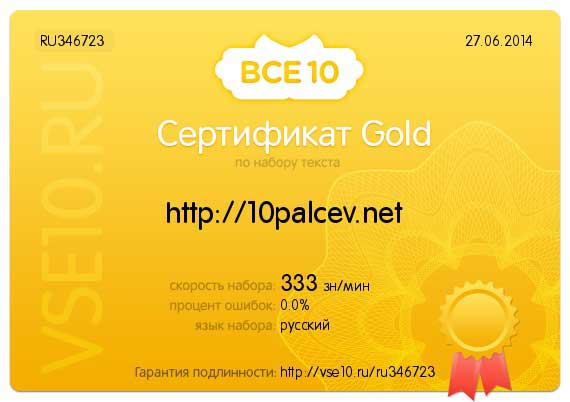 RU346723
27.06.2014
ВСЕ 10
VSE10.RU
Сертификат Gold
по набору текста
http://10palcev.net
скорость набора: 333 зн/мин
процент ошибок: 0.0%
язык набора: русский
Гарантия подлинности: http://vse10.ru/ru346723